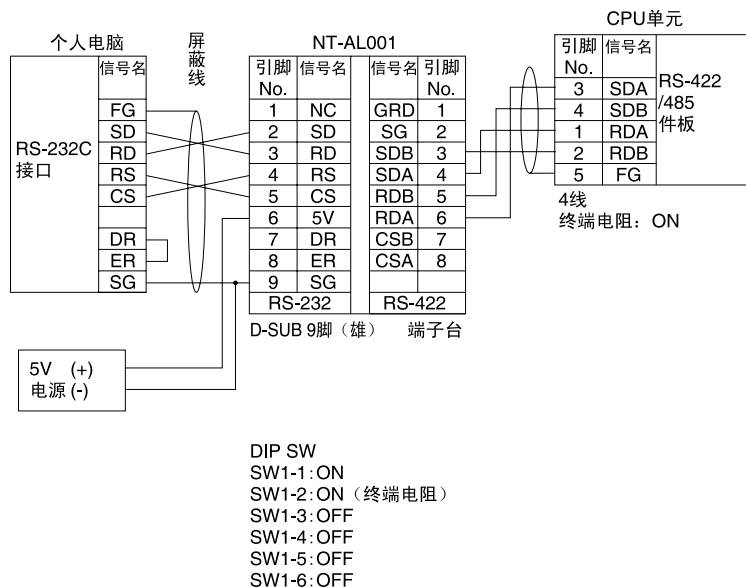 个人电脑
屏蔽线
RS-232C
接口
信号名
FG
SD
RD
RS
CS
DR
ER
SG
NT-AL001
引脚 No. 信号名
1 NC
2 SD
3 RD
4 RS
5 CS
6 5V
7 DR
8 ER
9 SG
RS-232
信号名 引脚 No.
GRD 1
SG 2
SDB 3
SDA 4
RDB 5
RDA 6
CSB 7
CSA 8
RS-422
D-SUB 9脚（雄）
端子台
CPU单元
引脚 No. 信号名
3 SDA
4 SDB
1 RDA
2 RDB
5 FG
RS-422
/485
件板
4线
终端电阻：ON
5V (+)
电源 (-)
DIP SW
SW1-1:ON
SW1-2:ON（终端电阻）
SW1-3:OFF
SW1-4:OFF
SW1-5:OFF
SW1-6:OFF